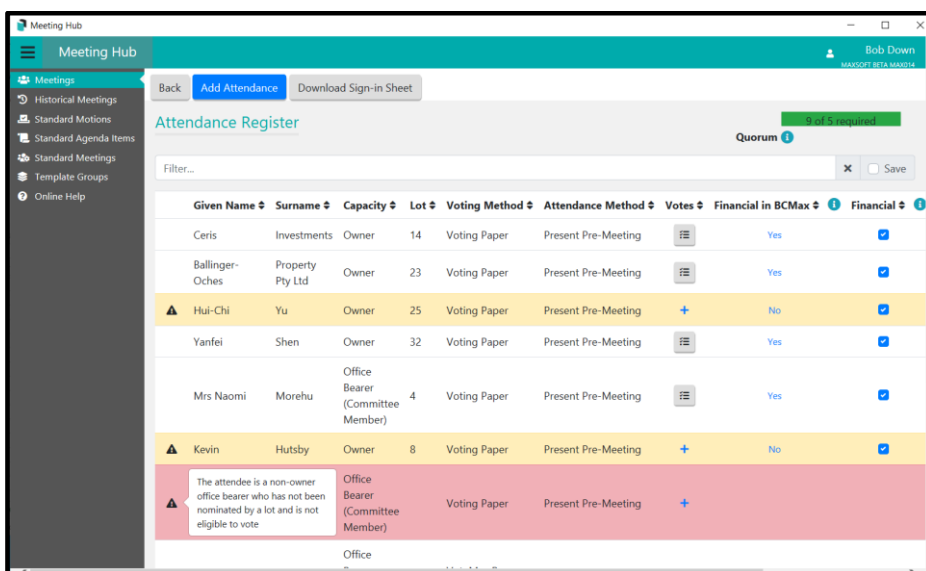 Meeting Hub
Meeting Hub
Bob Down
MAXSOFT BETA MAX014
Meetings
Historical Meetings
Standard Motions
Standard Agenda Items
Standard Meetings
Template Groups
Online Help
Back Add Attendance Download Sign-in Sheet
Attendance Register
9 of 5 required
Quorum
Filter...
Save
Given Name Surname Capacity Lot Voting Method Attendance Method Votes Financial in BCMax Financial
Ceris Investments Owner 14 Voting Paper Present Pre-Meeting Yes
Ballinger-
Oches
Property
Pty Ltd
Owner 23 Voting Paper Present Pre-Meeting Yes
Hui-Chi Yu Owner 25 Voting Paper Present Pre-Meeting + No
Yanfei Shen Owner 32 Voting Paper Present Pre-Meeting Yes
Mrs Naomi Morehu
Office
Bearer
(Committee
Member)
4 Voting Paper Present Pre-Meeting Yes
Kevin Hutsby Owner 8 Voting Paper Present Pre-Meeting + No
The attendee is a non-owner
office bearer who has not been
nominated by a lot and is not
eligible to vote
Office
Bearer
(Committee
Member)
Voting Paper Present Pre-Meeting +
Office